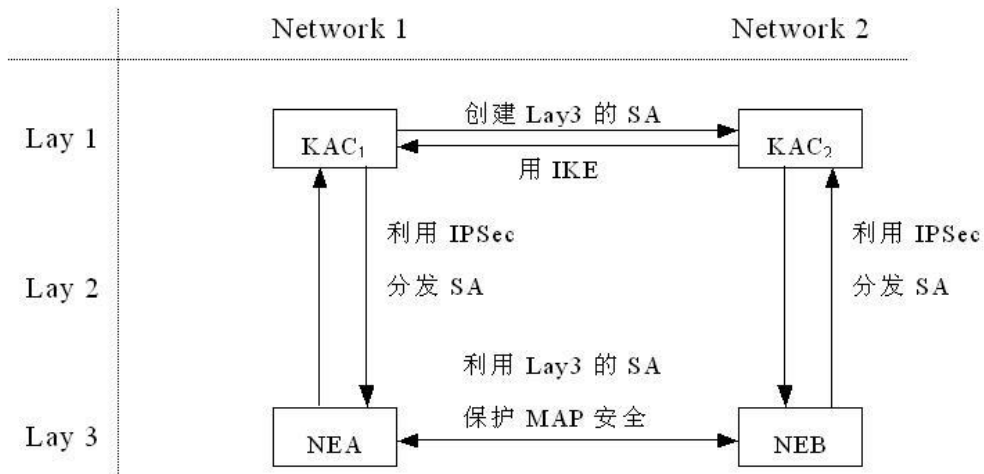 Network 1
Network 2
Lay 1
创建 Lay3 的 SA
KAC₁
KAC₂
用 IKE
利用 IPSec
利用 IPSec
Lay 2
分发 SA
分发 SA
利用 Lay3 的 SA
保护 MAP 安全
Lay 3
NEA
NEB